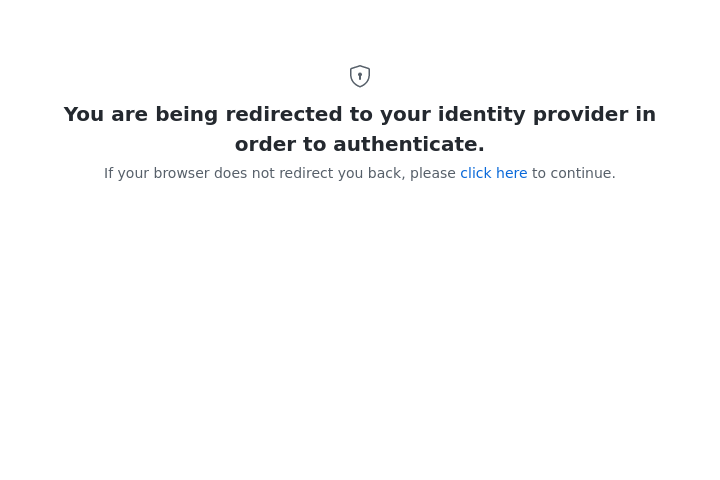 You are being redirected to your identity provider in
order to authenticate.
If your browser does not redirect you back, please click here to continue.